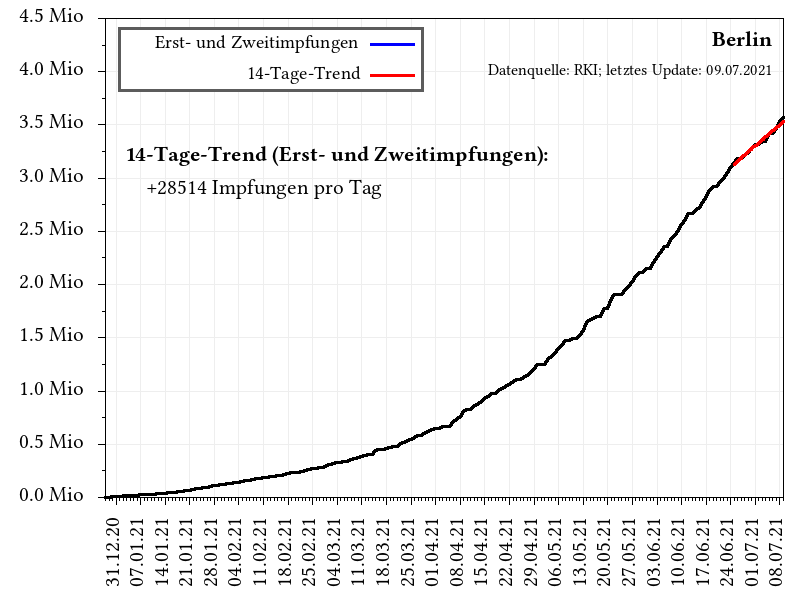 4.5 Mio
4.0 Mio
3.5 Mio
3.0 Mio
2.5 Mio
2.0 Mio
1.5 Mio
1.0 Mio
0.5 Mio
0.0 Mio
Erst- und Zweitimpfungen
14-Tage-Trend
Berlin
Datenquelle: RKI; letztes Update: 09.07.2021
14-Tage-Trend (Erst- und Zweitimpfungen):
+28514 Impfungen pro Tag
31.12.20
07.01.21
14.01.21
21.01.21
28.01.21
04.02.21
11.02.21
18.02.21
25.02.21
04.03.21
11.03.21
18.03.21
25.03.21
01.04.21
08.04.21
15.04.21
22.04.21
29.04.21
06.05.21
13.05.21
20.05.21
27.05.21
03.06.21
10.06.21
17.06.21
24.06.21
01.07.21
08.07.21